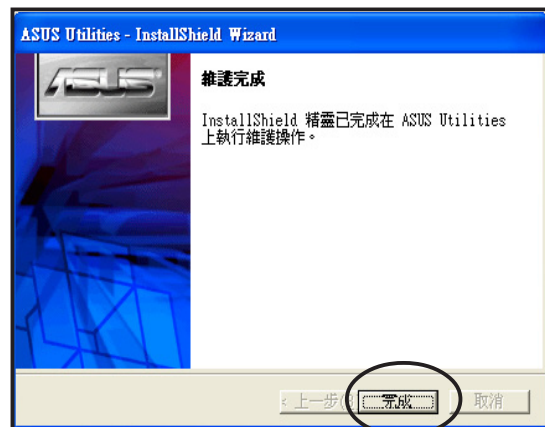 ASUS Utilities - InstallShield Wizard
ASUS
維護完成
InstallShield 精靈已完成在 ASUS Utilities
上執行維護操作。
< 上一步(
完成
取消